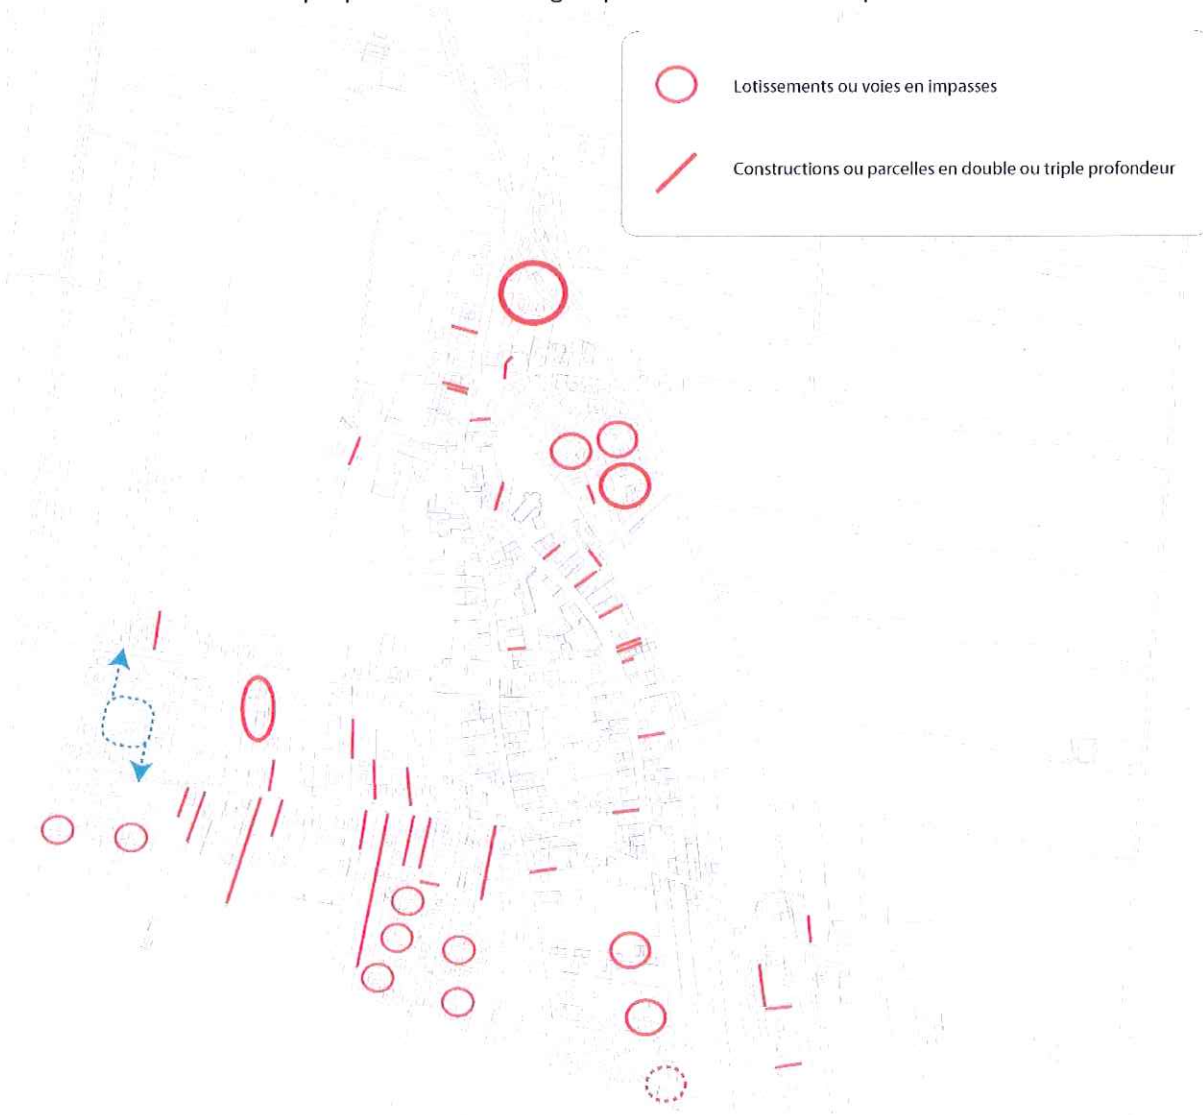 Lotissements ou voies en impasses
Constructions ou parcelles en double ou triple profondeur